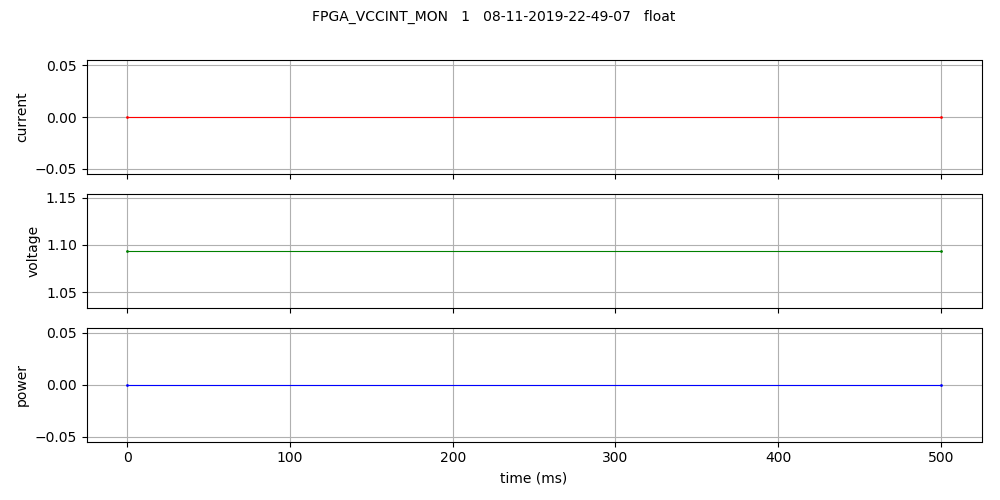 FPGA_VCCINT_MON   1   08-11-2019-22-49-07   float
0.05
0.00
−0.05
current
1.15
1.10
1.05
voltage
0.05
0.00
−0.05
power
0 100 200 300 400 500
time (ms)